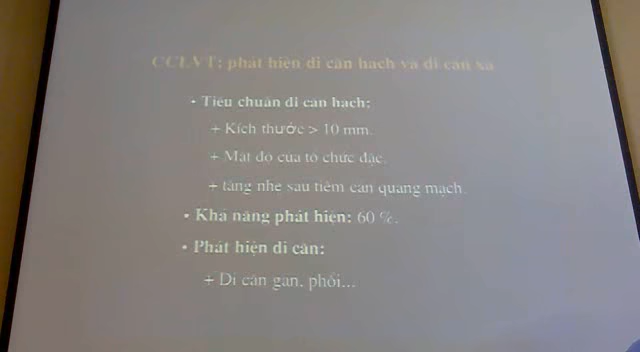 CCLVT: phát hiện di căn hạch và di căn xa
• Tiêu chuẩn di căn hạch:
+ Kích thước > 10 mm.
+ Mật độ của tổ chức đặc.
+ tăng nhẹ sau tiêm cản quang mạch.
• Khả năng phát hiện: 60 %.
• Phát hiện di căn:
+ Di căn gan, phổi...